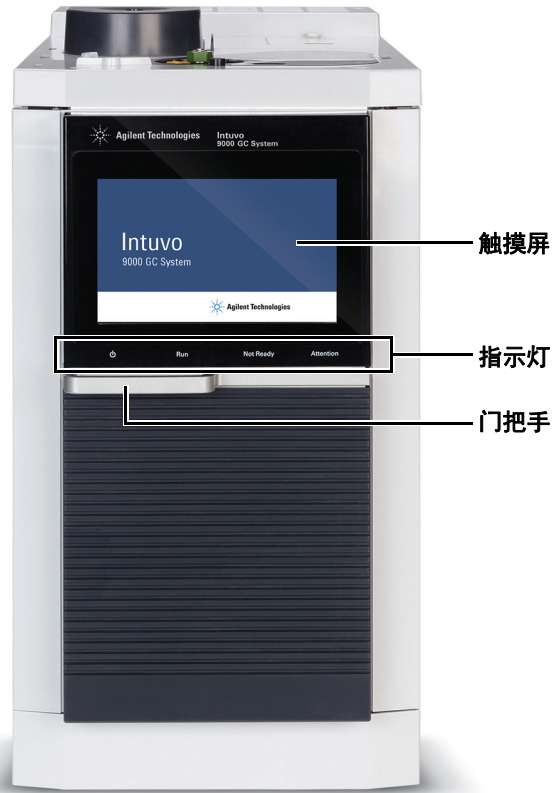 Agilent Technologies
Intuvo
9000 GC System
Intuvo
9000 GC System
Agilent Technologies
触摸屏
Run
Not Ready
Attention
指示灯
门把手